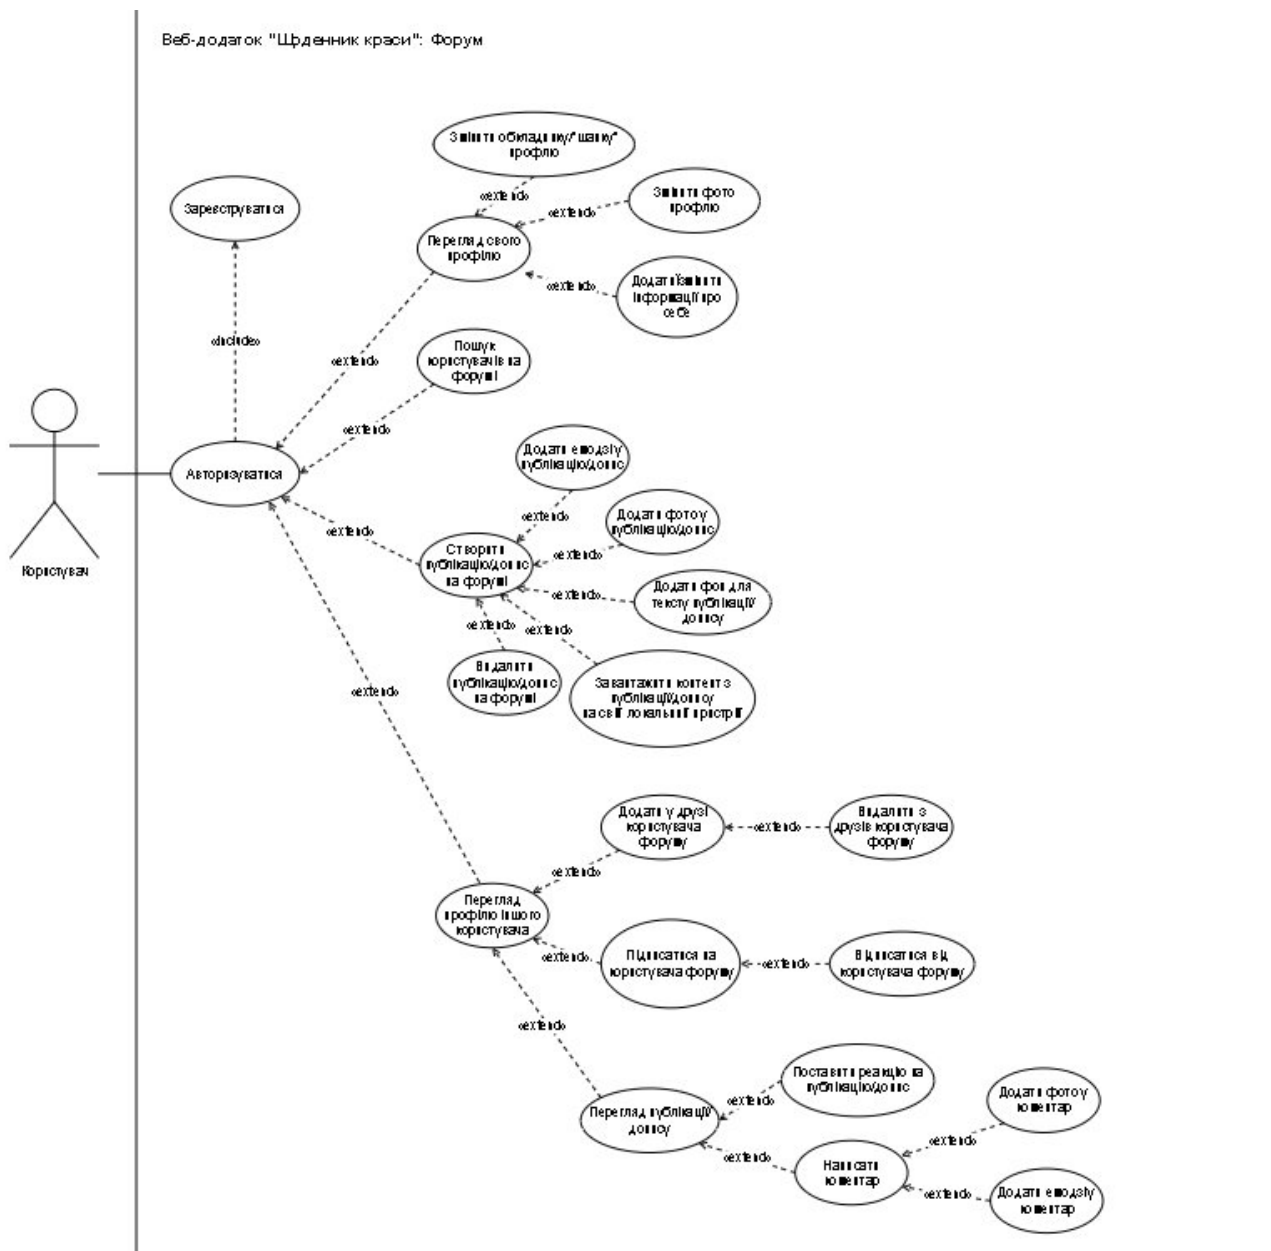 Веб-додаток "Щоденник краси": Форум
Змінити обкладинку/"шапку"
профілю
«extend»
Змінити фото
профілю
«extend»
Зареєструватися
Перегляд свого
профілю
Додати/змінити
інформації про
себе
«extend»
«include»
«extend»
Пошук
користувачів на
форумі
«extend»
Користувач
Авторизуватися
Додати емодзі у
публікацію/допис
«extend»
Додати фото у
публікацію/допис
«extend»
«extend»
Створити
публікацію/допис
на форумі
Додати фон для
тексту публікації/
допису
«extend»
«extend»
«extend»
Видалити
публікацію/допис
на форумі
Завантажити контент з
публікації/допису
на свій локальний пристрій
«extend»
Додати у друзі
користувача
форуму
«extend»
Видалити з
друзів користувача
форуму
«extend»
Перегляд
профілю іншого
користувача
Підписатися на
користувача форуму
«extend»
«extend»
Відписатися від
користувача форуму
«extend»
Поставити реакцію на
публікацію/допис
«extend»
Перегляд публікації/
допису
Додати фото у
коментар
«extend»
«extend»
Написати
коментар
«extend»
Додати емодзі у
коментар